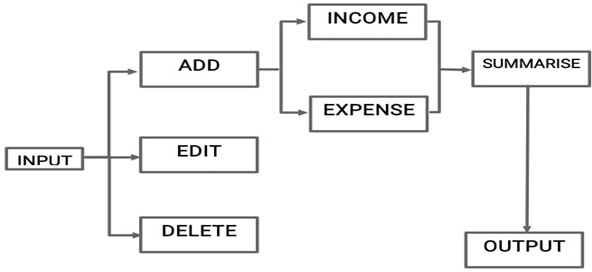 INCOME
ADD
SUMMARISE
EXPENSE
INPUT
EDIT
DELETE
OUTPUT